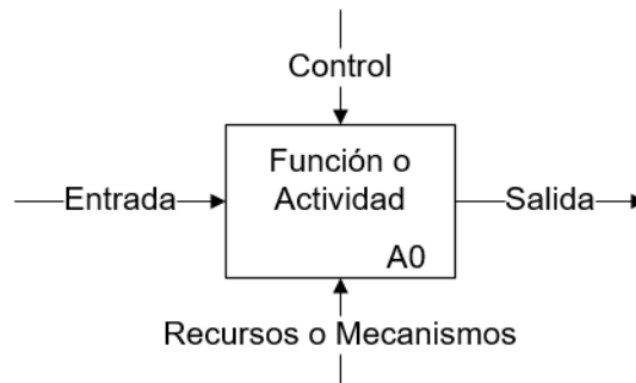 Control
Función o
Actividad
Entrada
Salida
A0
Recursos o Mecanismos